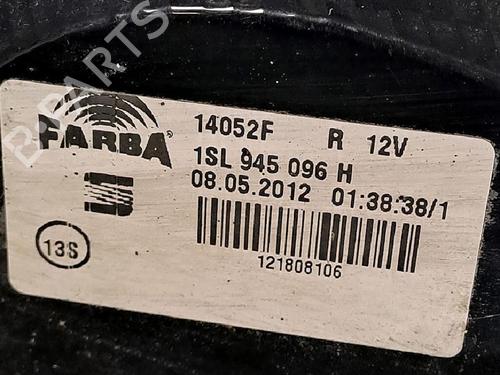 B-PARTS
FARBA®
14052F R 12V
1SL 945 096 H
08.05.2012 01:38:38/1
13S
121808106